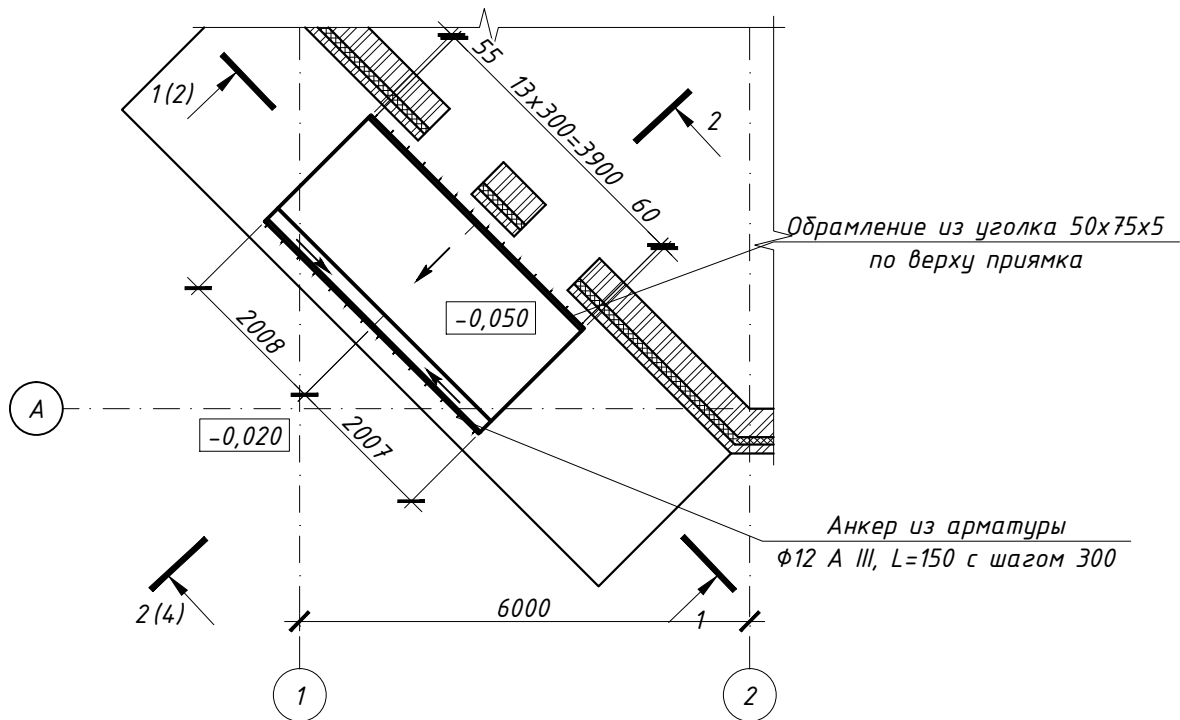 55
1(2)
13x300=3900
2
60
Обрамление из уголка 50x75x5
по верху приямка
-0,050
2008
А
-0,020
2007
Анкер из арматуры
Ф12 А III, L=150 с шагом 300
2(4)
6000
1
1
2